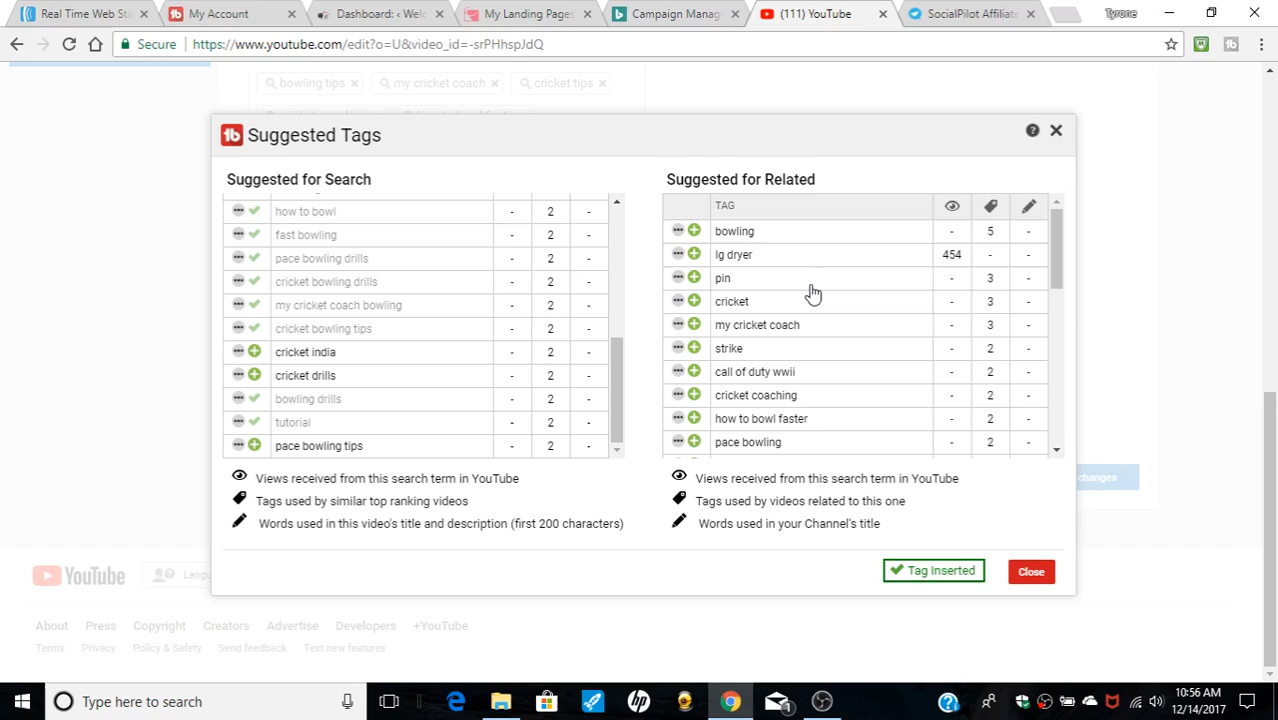 Real Time Web Sta
My Account
Dashboard: ‹ Welc
My Landing Pages
Campaign Manag
(111) YouTube
SocialPilot Affiliate
Tyrone
Secure
https://www.youtube.com/edit?o=U&video_id=-srPHhspJdQ
bowling tips
my cricket coach
cricket tips
tb Suggested Tags
Suggested for Search
how to bowl - 2 -
fast bowling - 2 -
pace bowling drills - 2 -
cricket bowling drills - 2 -
my cricket coach bowling - 2 -
cricket bowling tips - 2 -
cricket india - 2 -
cricket drills - 2 -
bowling drills - 2 -
tutorial - 2 -
pace bowling tips - 2 -
Views received from this search term in YouTube
Tags used by similar top ranking videos
Words used in this video's title and description (first 200 characters)
Suggested for Related
TAG
bowling - 5 -
lg dryer 454 - -
pin - 3 -
cricket - 3 -
my cricket coach - 3 -
strike - 2 -
call of duty wwii - 2 -
cricket coaching - 2 -
how to bowl faster - 2 -
pace bowling - 2 -
Views received from this search term in YouTube
Tags used by videos related to this one
Words used in your Channel's title
Tag Inserted
Close
changes
YouTube
Langu
About Press Copyright Creators Advertise Developers +YouTube
Terms Privacy Policy & Safety Send feedback Test new features
Type here to search
hp
1
10:56 AM
12/14/2017